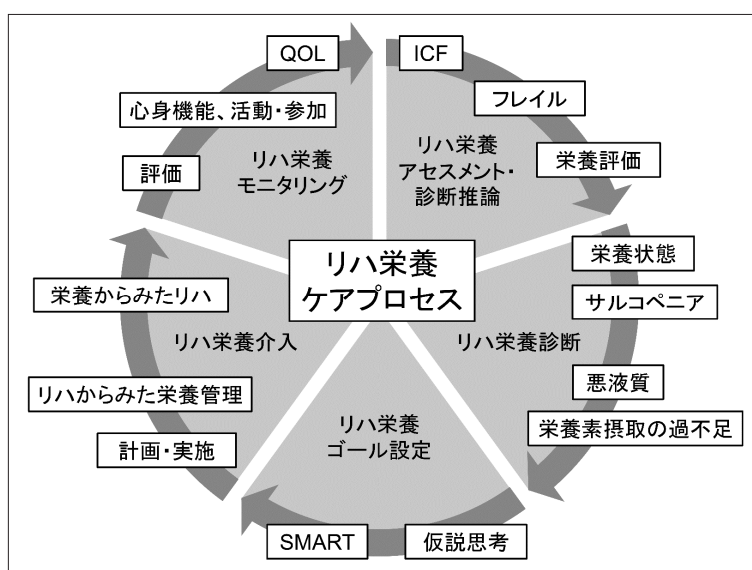 QOL
ICF
フレイル
心身機能、活動・参加
リハ栄養
アセスメント・
診断推論
栄養評価
リハ栄養
モニタリング
評価
リハ栄養
ケアプロセス
栄養状態
サルコペニア
栄養からみたリハ
リハ栄養介入
リハ栄養診断
悪液質
リハからみた栄養管理
栄養素摂取の過不足
リハ栄養
ゴール設定
計画・実施
SMART
仮説思考